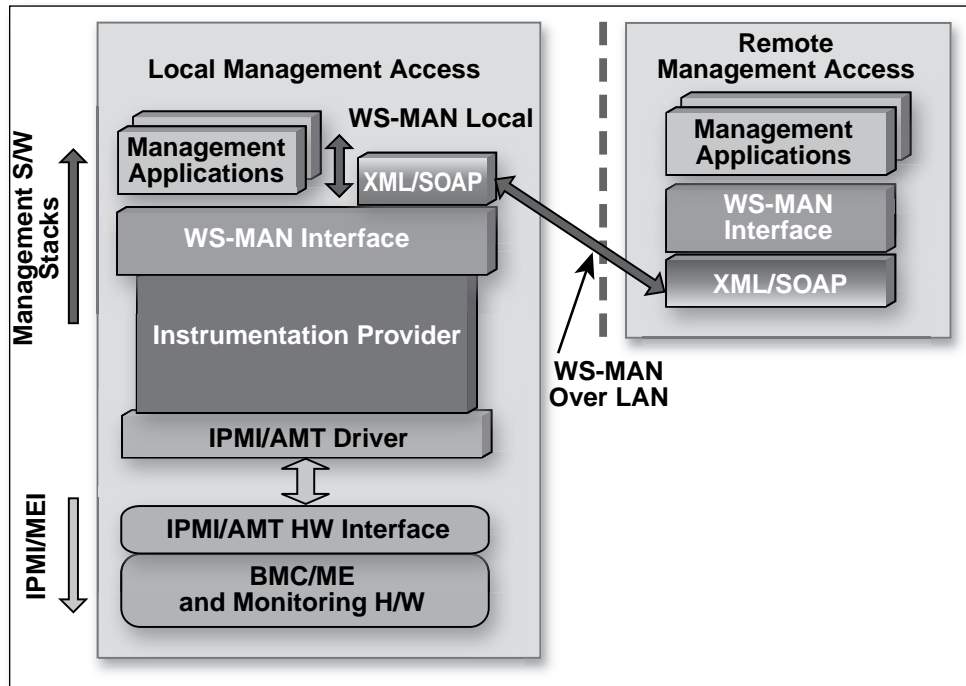 Local Management Access
WS-MAN Local
Management
Applications
XML/SOAP
WS-MAN Interface
Instrumentation Provider
IPMI/AMT Driver
IPMI/AMT HW Interface
BMC/ME
and Monitoring H/W
Management S/W
Stacks
IPMI/MEI
WS-MAN
Over LAN
Remote
Management Access
Management
Applications
WS-MAN
Interface
XML/SOAP